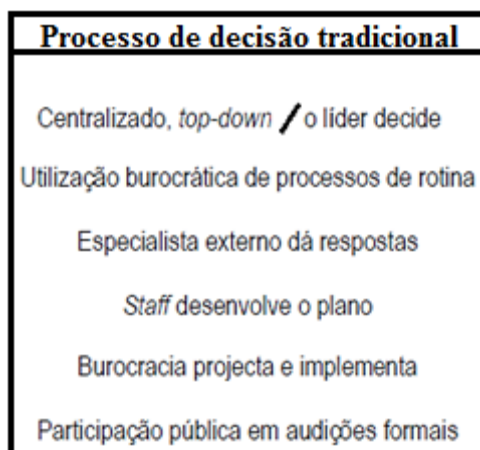 Processo de decisão tradicional
Centralizado, top-down / o líder decide
Utilização burocrática de processos de rotina
Especialista externo dá respostas
Staff desenvolve o plano
Burocracia projecta e implementa
Participação pública em audições formais